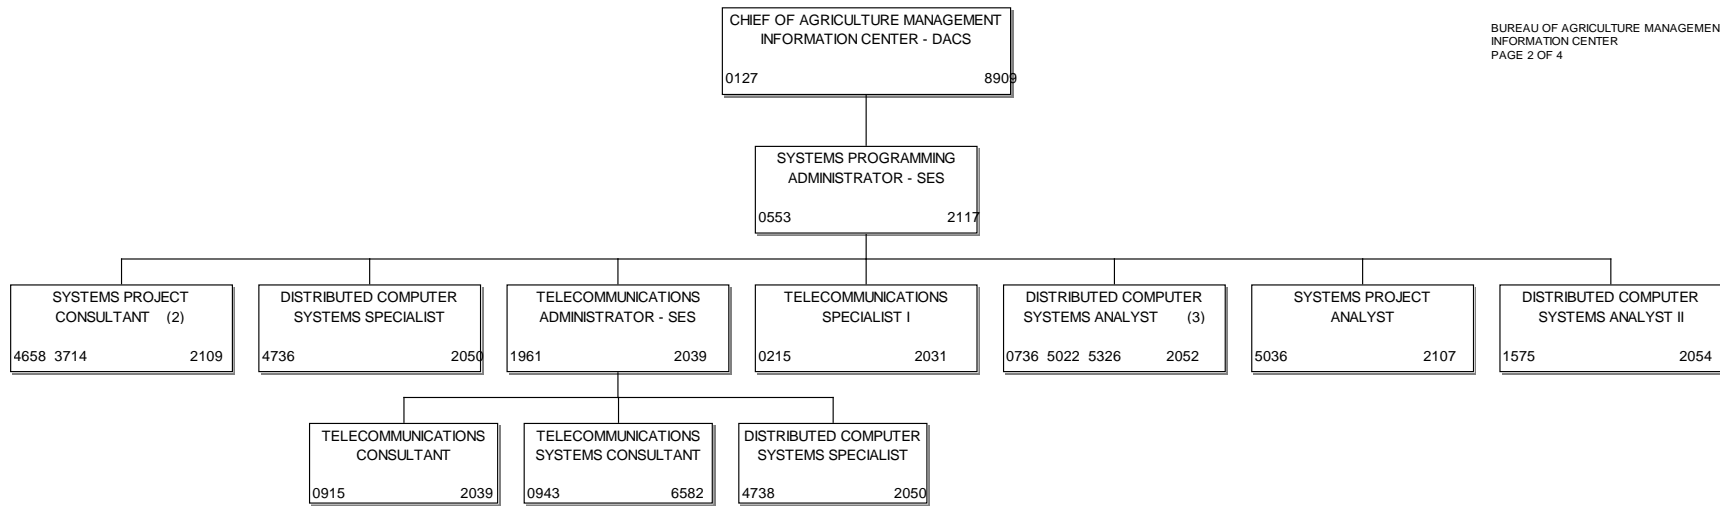 CHIEF OF AGRICULTURE MANAGEMENT
INFORMATION CENTER - DACS
0127 8909
BUREAU OF AGRICULTURE MANAGEMEN
INFORMATION CENTER
PAGE 2 OF 4
SYSTEMS PROGRAMMING
ADMINISTRATOR - SES
0553 2117
SYSTEMS PROJECT
CONSULTANT (2)
4658 3714 2109
DISTRIBUTED COMPUTER
SYSTEMS SPECIALIST
4736 2050
TELECOMMUNICATIONS
ADMINISTRATOR - SES
1961 2039
TELECOMMUNICATIONS
SPECIALIST I
0215 2031
DISTRIBUTED COMPUTER
SYSTEMS ANALYST (3)
0736 5022 5326 2052
SYSTEMS PROJECT
ANALYST
5036 2107
DISTRIBUTED COMPUTER
SYSTEMS ANALYST II
1575 2054
TELECOMMUNICATIONS
CONSULTANT
0915 2039
TELECOMMUNICATIONS
SYSTEMS CONSULTANT
0943 6582
DISTRIBUTED COMPUTER
SYSTEMS SPECIALIST
4738 2050